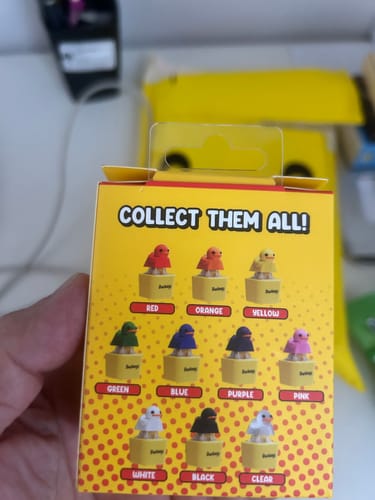 COLLECT THEM ALL!
RED ORANGE YELLOW
GREEN BLUE PURPLE PINK
WHITE BLACK CLEAR